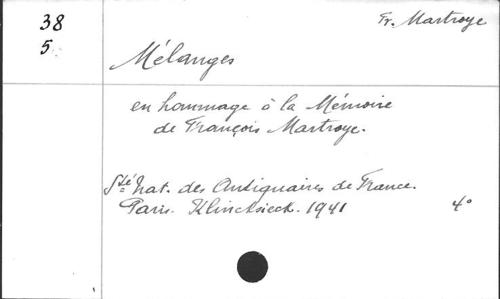 38
5.
Fr. Martroye
Mélanges
en hommage à la Mémoire
de François Martroye.
Sté nat. des Antiquaires de France.
Paris. Klincksieck. 1941
4°